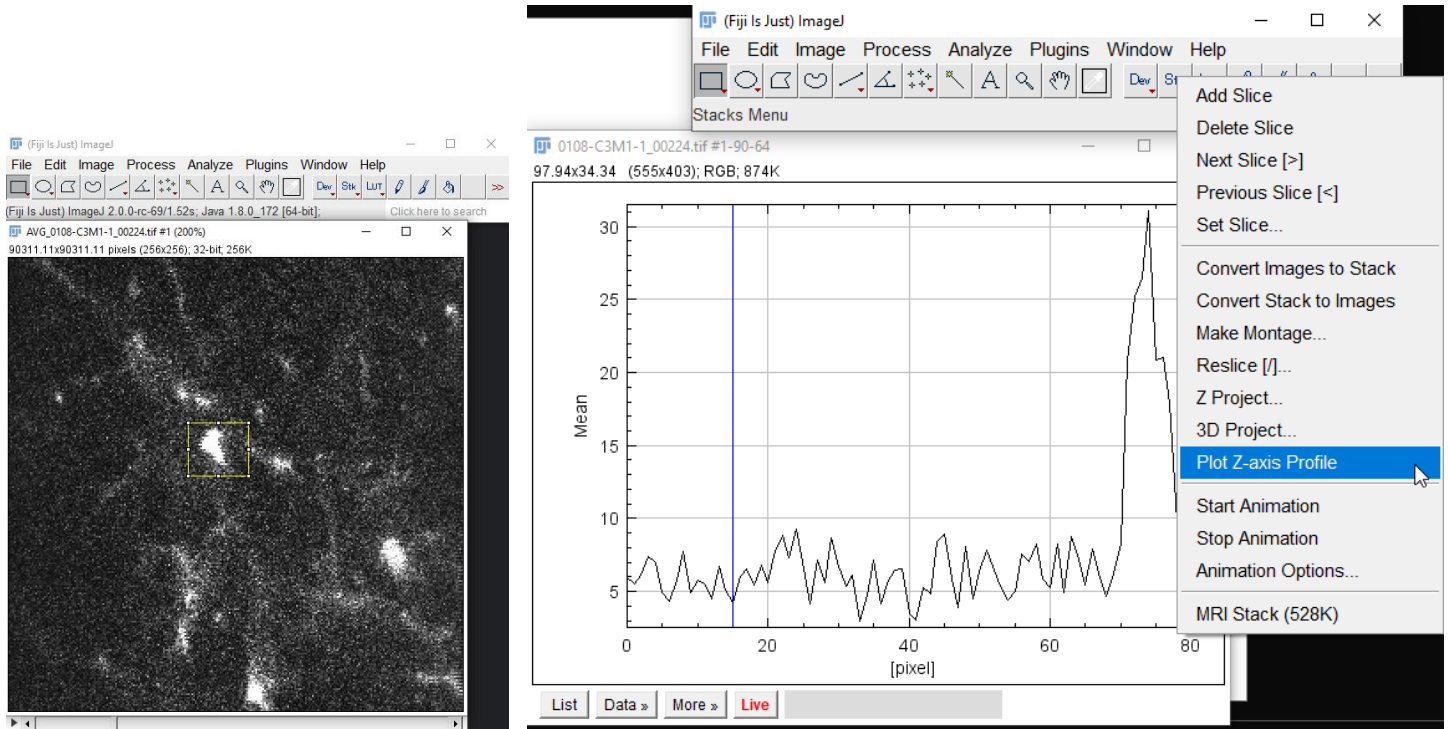 (Fiji Is Just) ImageJ
File Edit Image Process Analyze Plugins Window Help
Dev Stk LUT >>
(Fiji Is Just) ImageJ 2.0.0-rc-69/1.52s; Java 1.8.0_172 [64-bit];
Click here to search
AVG_0108-C3M1-1_00224.tif #1 (200%)
90311.11x90311.11 pixels (256x256); 32-bit; 256K
(Fiji Is Just) ImageJ
File Edit Image Process Analyze Plugins Window Help
A Dev St
Stacks Menu
0108-C3M1-1_00224.tif #1-90-64
97.94x34.34 (555x403); RGB; 874K
30
25
20
15
10
5
Mean
0 20 40 60 80
[pixel]
List Data » More » Live
Add Slice
Delete Slice
Next Slice [>]
Previous Slice [<]
Set Slice...
Convert Images to Stack
Convert Stack to Images
Make Montage...
Reslice [/]...
Z Project...
3D Project...
Plot Z-axis Profile
Start Animation
Stop Animation
Animation Options...
MRI Stack (528K)